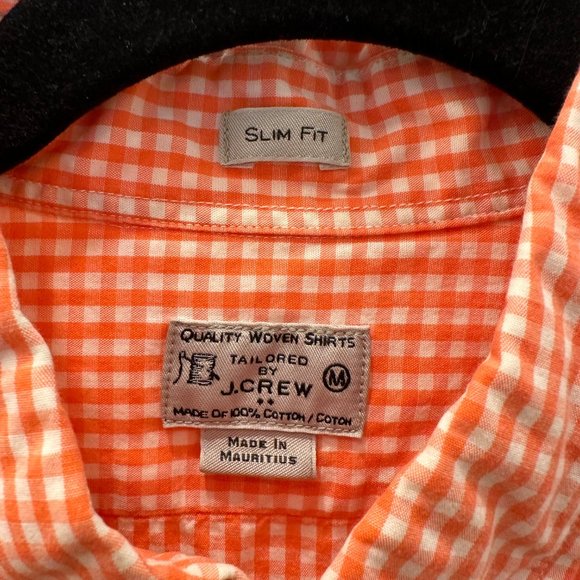 SLIM FIT
QUALITY WOVEN SHIRTS
TAILORED
BY
J.CREW
M
MADE OF 100% COTTON / COTON
MADE IN
MAURITIUS